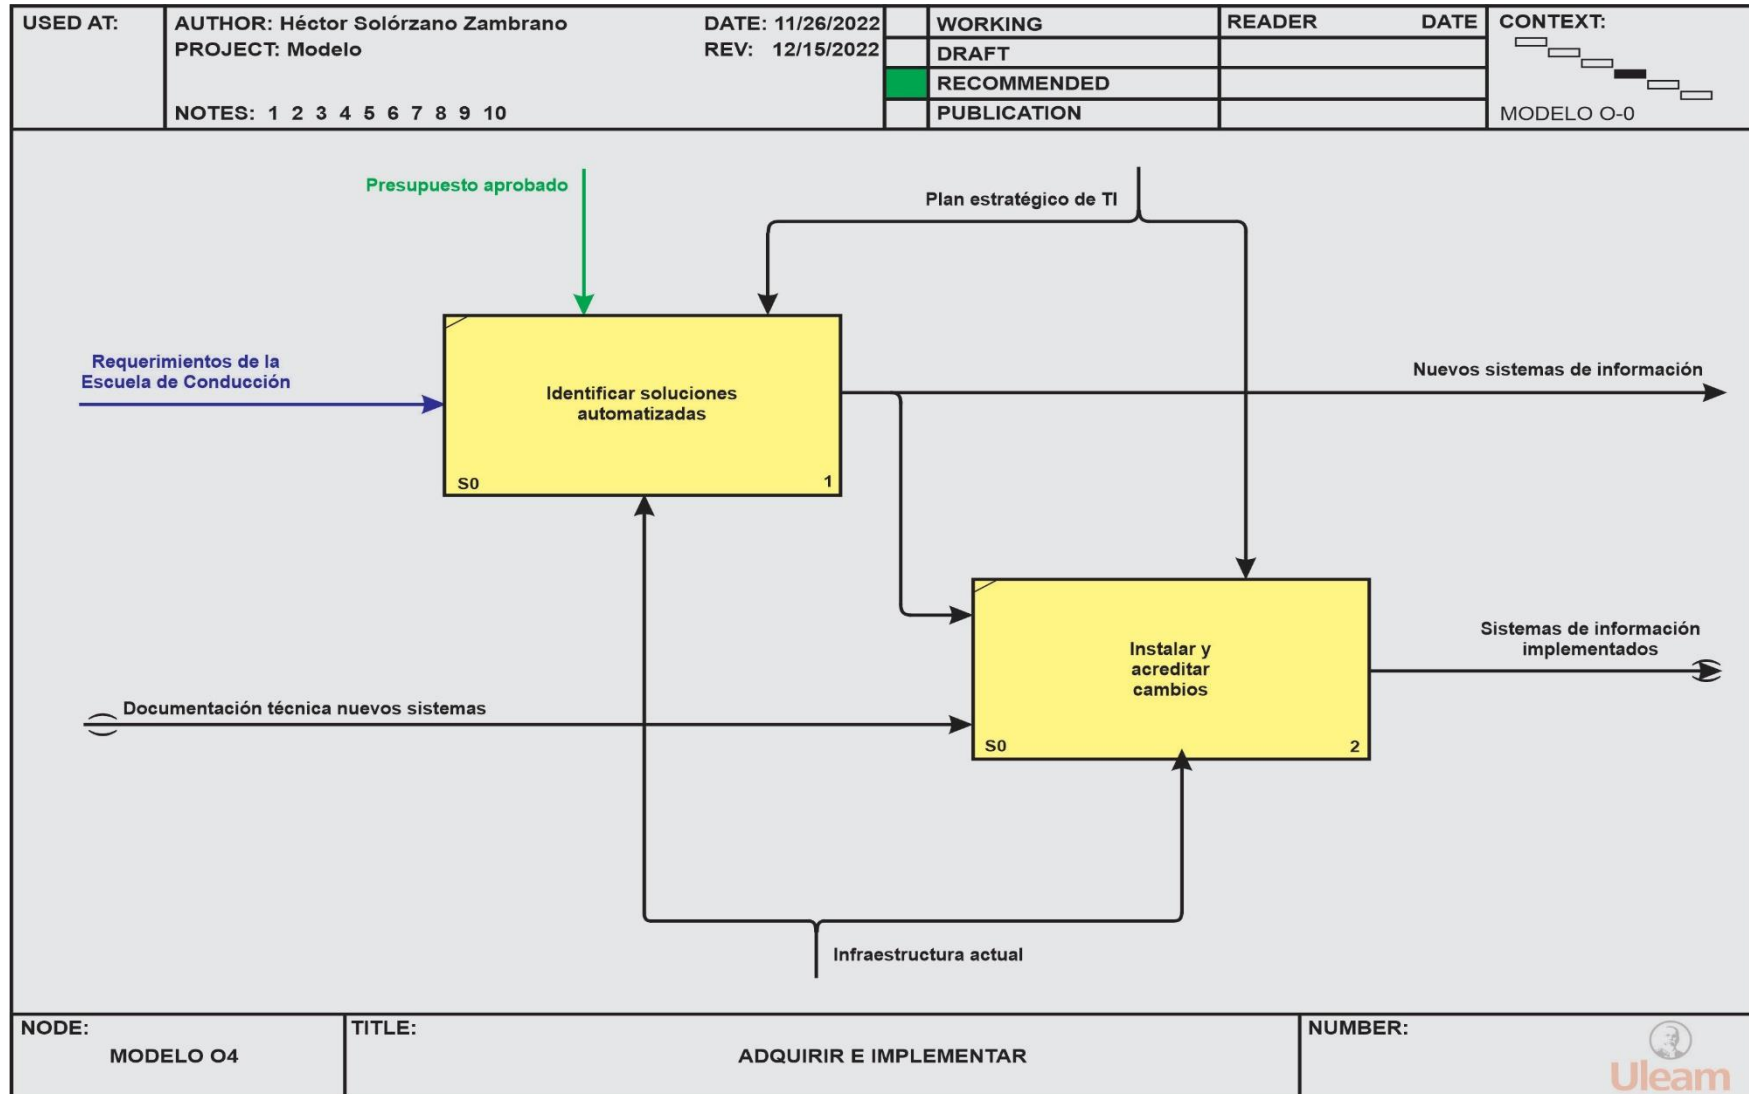 USED AT:
AUTHOR: Héctor Solórzano Zambrano
DATE: 11/26/2022
PROJECT: Modelo
REV: 12/15/2022
NOTES: 1 2 3 4 5 6 7 8 9 10
WORKING
DRAFT
RECOMMENDED
PUBLICATION
READER
DATE
CONTEXT:
MODELO O-0
Presupuesto aprobado
Plan estratégico de TI
Requerimientos de la
Escuela de Conducción
Identificar soluciones
automatizadas
S0
1
Nuevos sistemas de información
Instalar y
acreditar
cambios
S0
2
Sistemas de información
implementados
Documentación técnica nuevos sistemas
Infraestructura actual
NODE:
MODELO O4
TITLE:
ADQUIRIR E IMPLEMENTAR
NUMBER:
Uleam